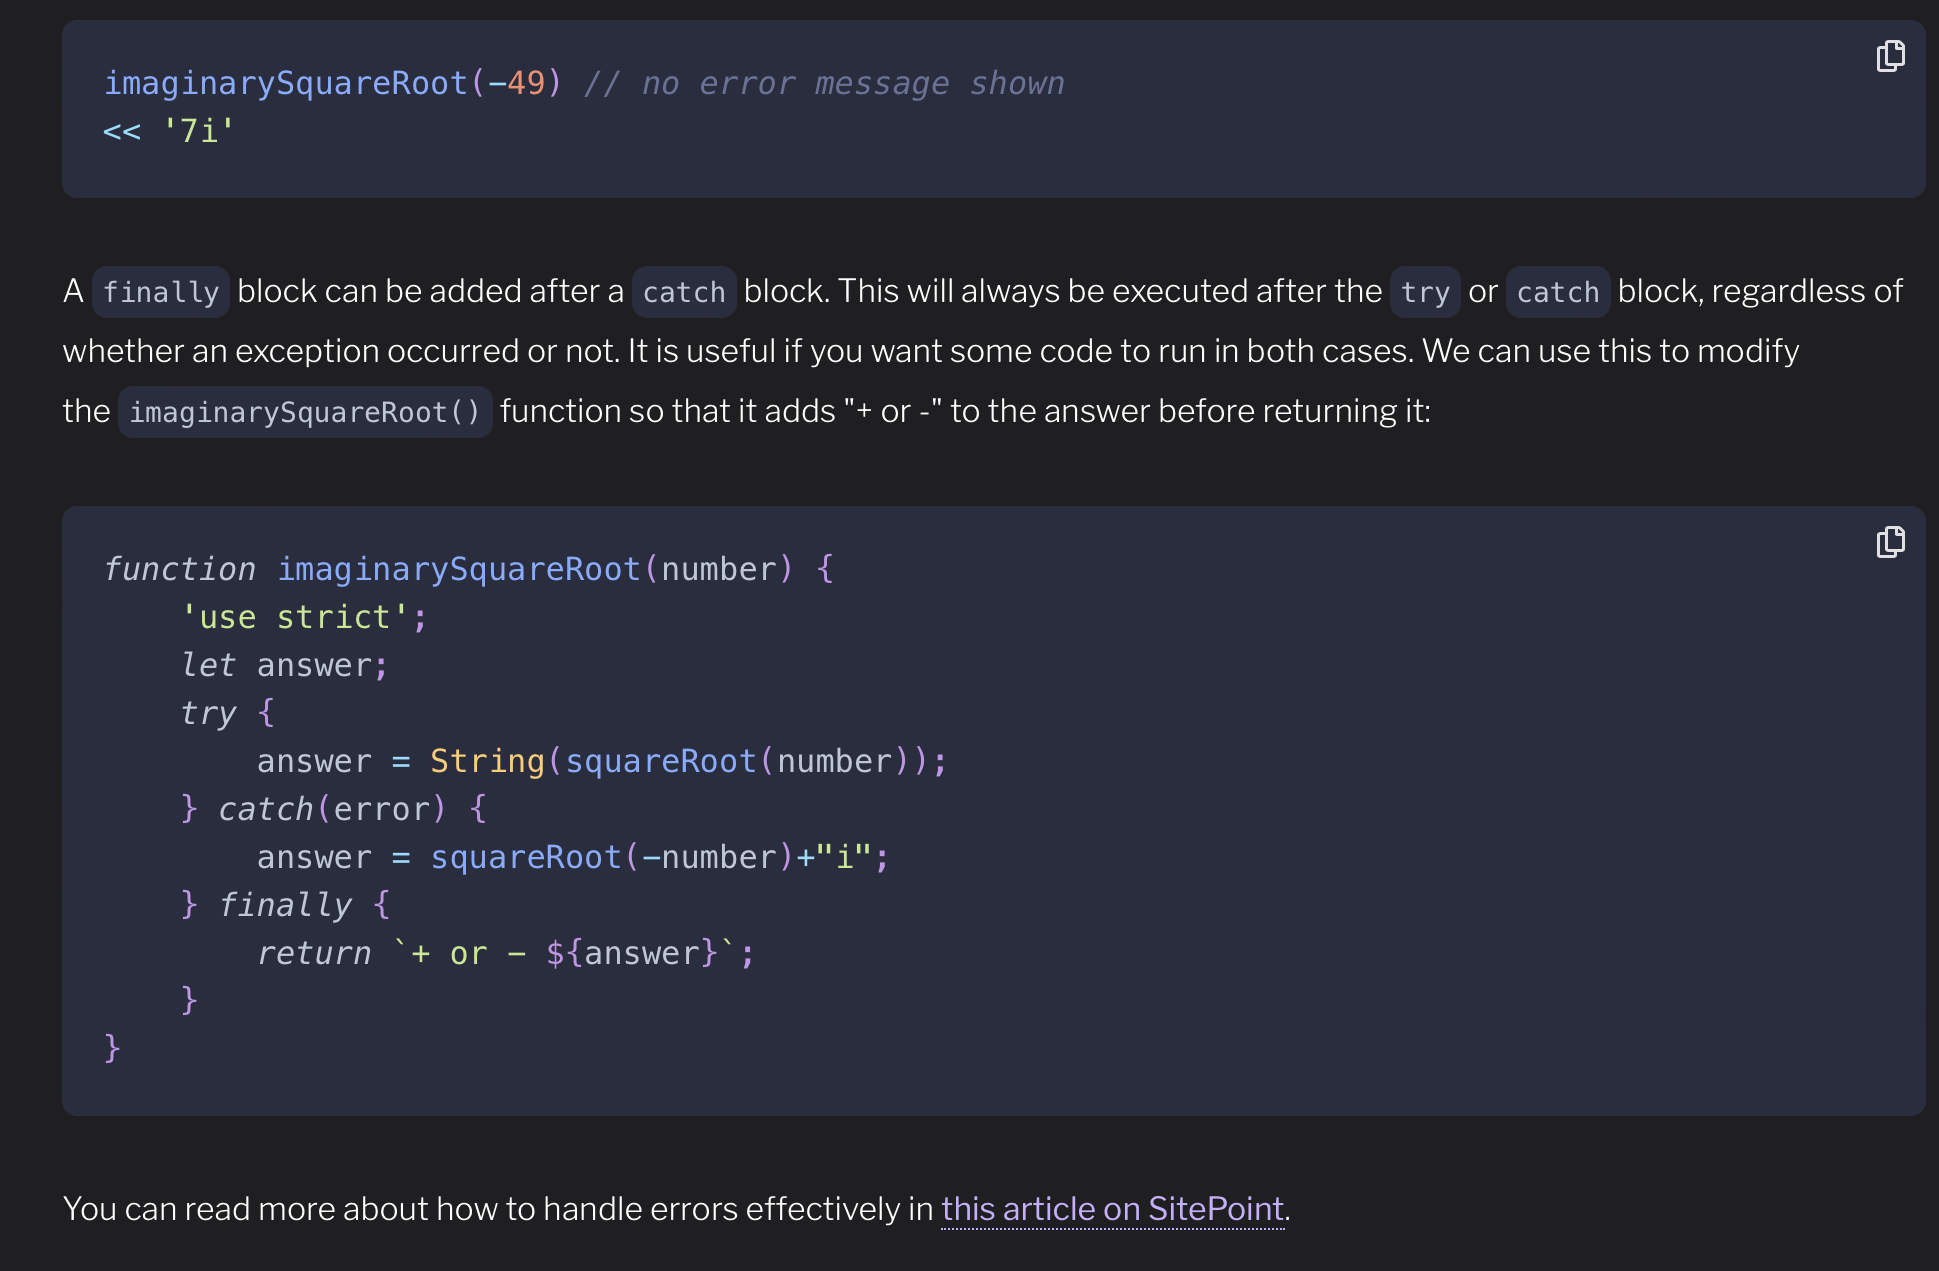 imaginarySquareRoot(-49) // no error message shown
<< '7i'
A finally block can be added after a catch block. This will always be executed after the try or catch block, regardless of
whether an exception occurred or not. It is useful if you want some code to run in both cases. We can use this to modify
the imaginarySquareRoot() function so that it adds "+ or -" to the answer before returning it:
function imaginarySquareRoot(number) {
    'use strict';
    let answer;
    try {
        answer = String(squareRoot(number));
    } catch(error) {
        answer = squareRoot(-number)+"i";
    } finally {
        return `+ or - ${answer}`;
    }
}
You can read more about how to handle errors effectively in this article on SitePoint.